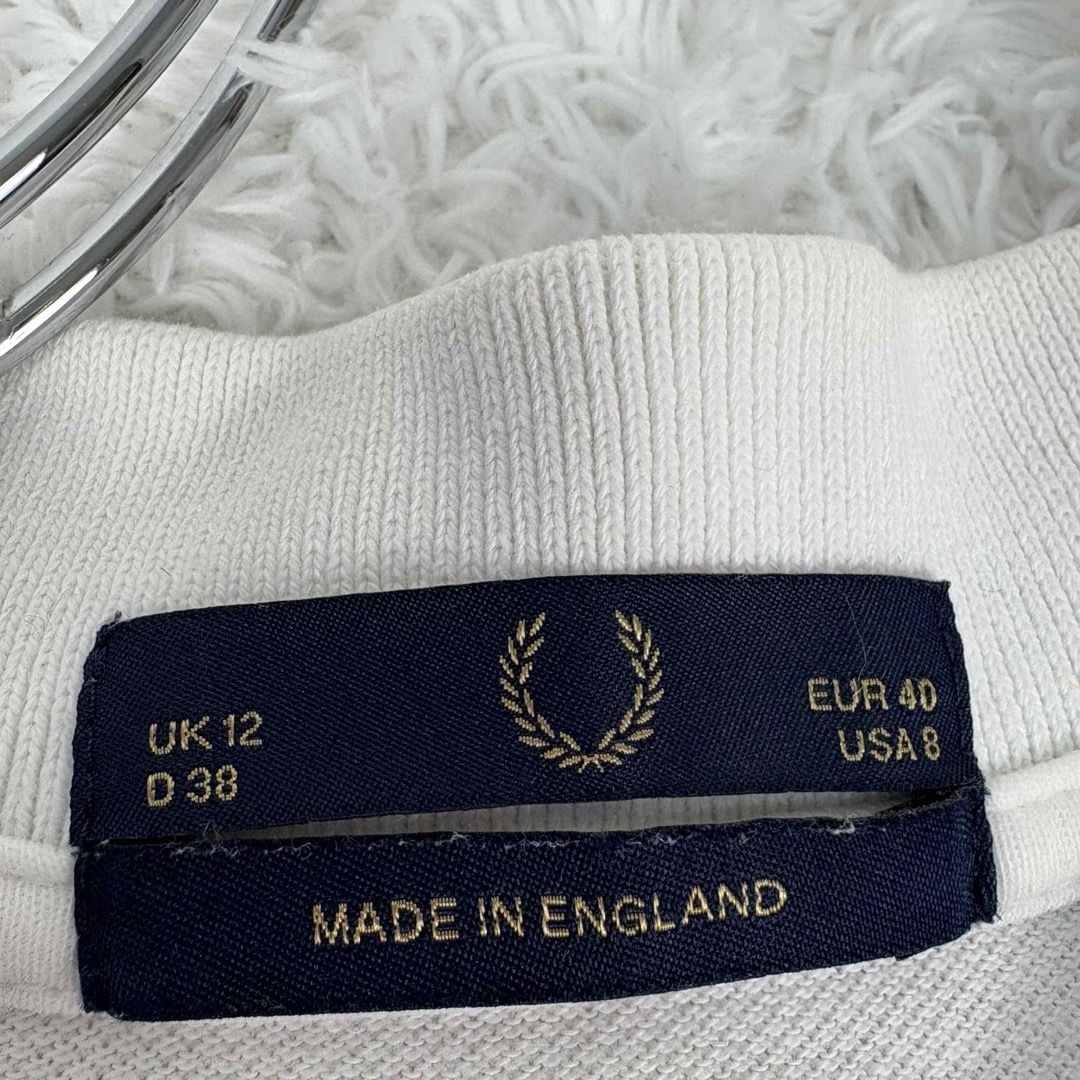 UK 12
D 38
EUR 40
USA 8
MADE IN ENGLAND